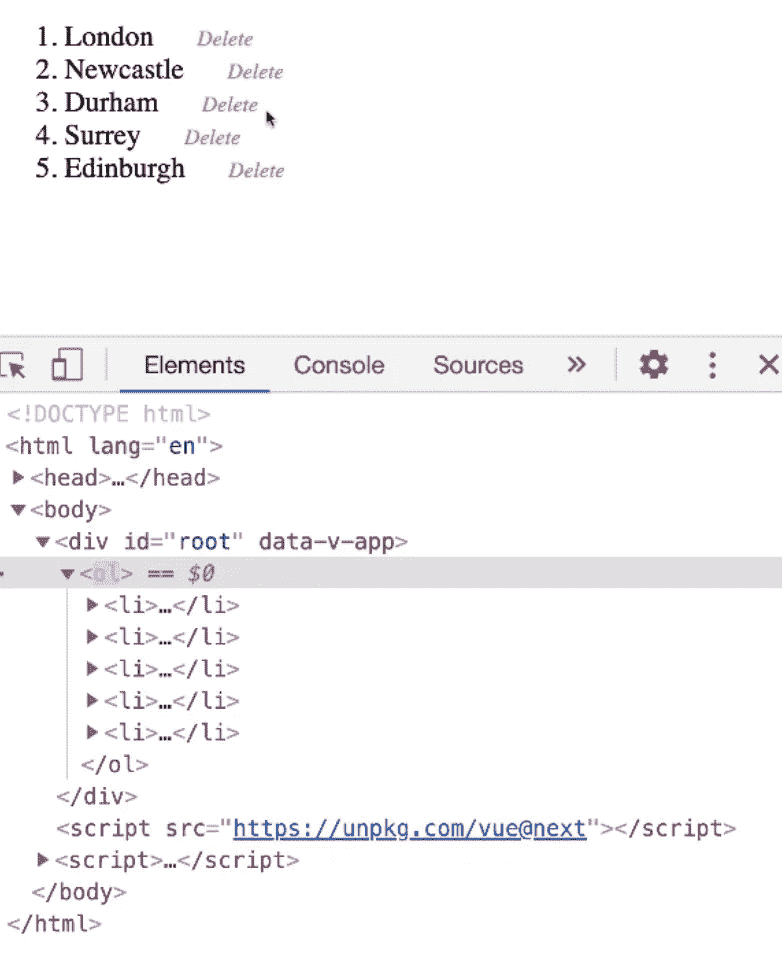 1. London Delete
2. Newcastle Delete
3. Durham Delete
4. Surrey Delete
5. Edinburgh Delete
Elements Console Sources »
<!DOCTYPE html>
<html lang="en">
▶<head>…</head>
▼<body>
▼<div id="root" data-v-app>
▼<ol> == $0
▶<li>…</li>
▶<li>…</li>
▶<li>…</li>
▶<li>…</li>
▶<li>…</li>
</ol>
</div>
<script src="https://unpkg.com/vue@next"></script>
▶<script>…</script>
</body>
</html>